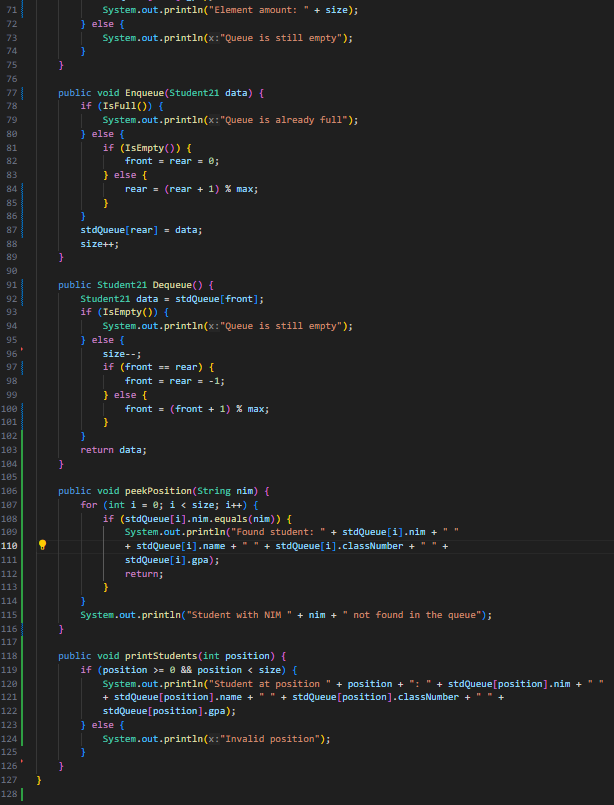 71 System.out.println("Element amount: " + size);
72 } else {
73 System.out.println(x:"Queue is still empty");
74 }
75 }
76
77 public void Enqueue(Student21 data) {
78 if (IsFull()) {
79 System.out.println(x:"Queue is already full");
80 } else {
81 if (IsEmpty()) {
82 front = rear = 0;
83 } else {
84 rear = (rear + 1) % max;
85 }
86 }
87 stdQueue[rear] = data;
88 size++;
89 }
90
91 public Student21 Dequeue() {
92 Student21 data = stdQueue[front];
93 if (IsEmpty()) {
94 System.out.println(x:"Queue is still empty");
95 } else {
96 size--;
97 if (front == rear) {
98 front = rear = -1;
99 } else {
100 front = (front + 1) % max;
101 }
102 }
103 return data;
104 }
105
106 public void peekPosition(String nim) {
107 for (int i = 0; i < size; i++) {
108 if (stdQueue[i].nim.equals(nim)) {
109 System.out.println("Found student: " + stdQueue[i].nim + " "
110 + stdQueue[i].name + " " + stdQueue[i].classNumber + " " +
111 stdQueue[i].gpa);
112 return;
113 }
114 }
115 System.out.println("Student with NIM " + nim + " not found in the queue");
116 }
117
118 public void printStudents(int position) {
119 if (position >= 0 && position < size) {
120 System.out.println("Student at position " + position + ": " + stdQueue[position].nim + " "
121 + stdQueue[position].name + " " + stdQueue[position].classNumber + " " +
122 stdQueue[position].gpa);
123 } else {
124 System.out.println(x:"Invalid position");
125 }
126 }
127 }
128